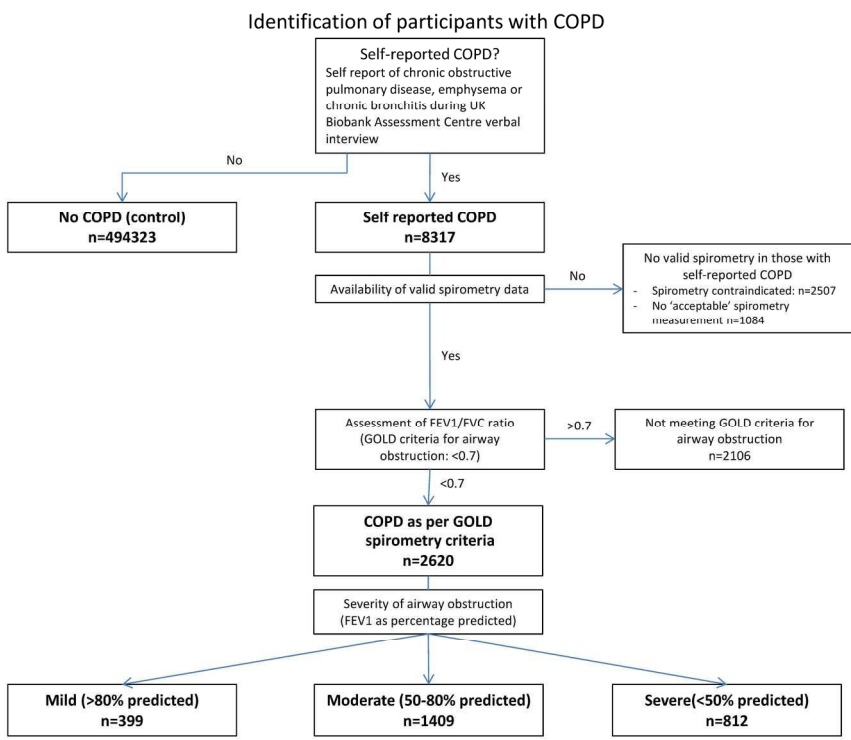 Identification of participants with COPD
Self-reported COPD?
Self report of chronic obstructive
pulmonary disease, emphysema or
chronic bronchitis during UK
Biobank Assessment Centre verbal
interview
No
Yes
No COPD (control)
n=494323
Self reported COPD
n=8317
Availability of valid spirometry data
No
No valid spirometry in those with
self-reported COPD
- Spirometry contraindicated: n=2507
- No ‘acceptable’ spirometry
measurement n=1084
Yes
Assessment of FEV1/FVC ratio
(GOLD criteria for airway
obstruction: <0.7)
>0.7
Not meeting GOLD criteria for
airway obstruction
n=2106
<0.7
COPD as per GOLD
spirometry criteria
n=2620
Severity of airway obstruction
(FEV1 as percentage predicted)
Mild (>80% predicted)
n=399
Moderate (50-80% predicted)
n=1409
Severe(<50% predicted)
n=812